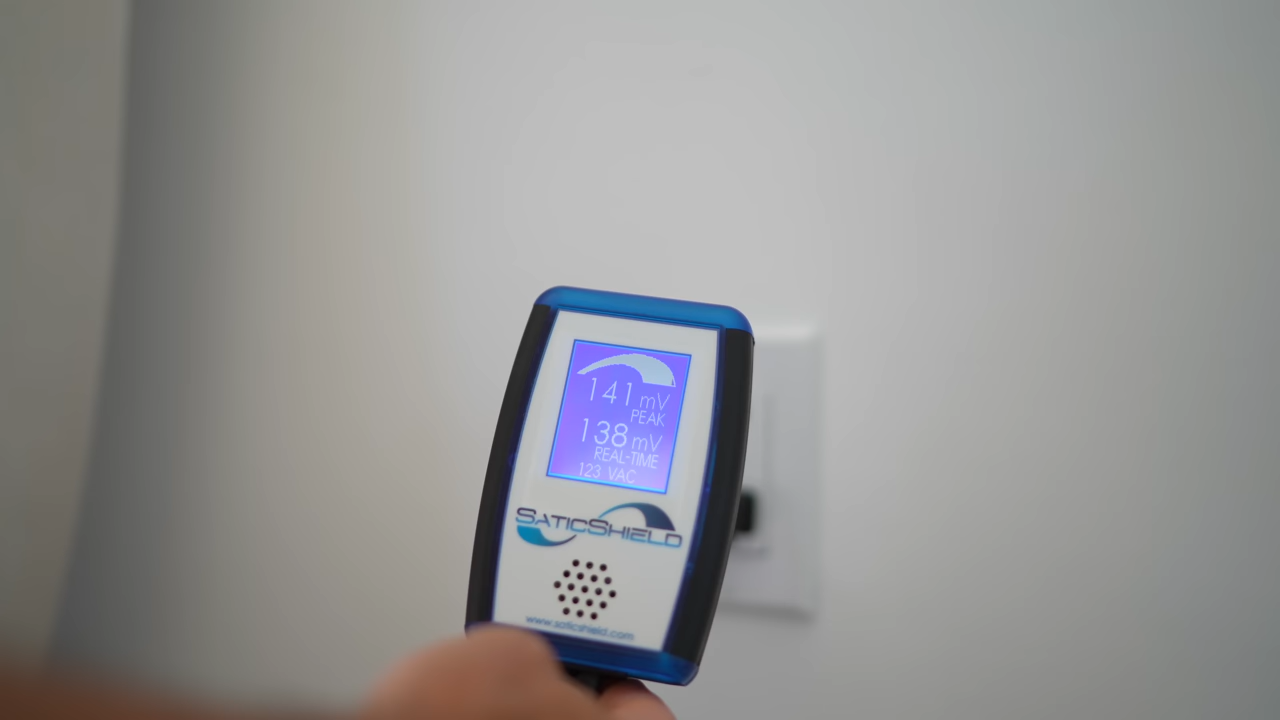 141 mV
PEAK
138 mV
REAL-TIME
123 VAC
SATICSHIELD
www.saticshield.com